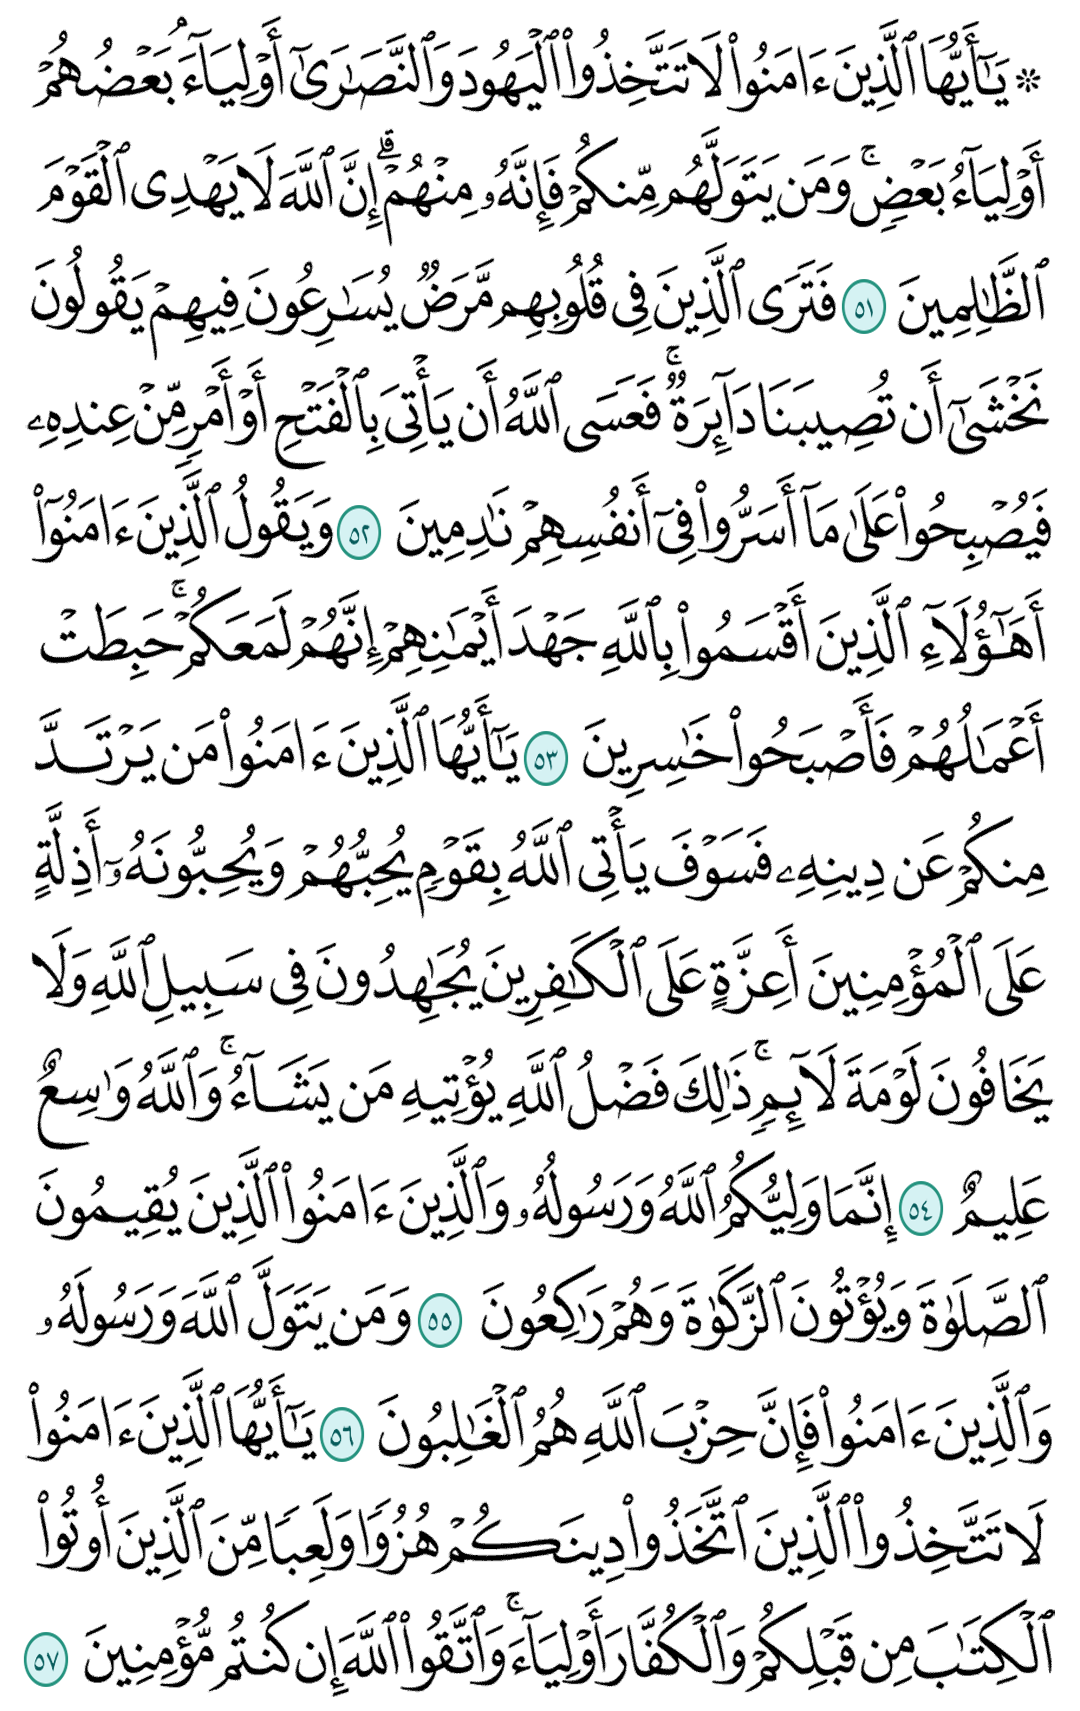 ۞ يَٰٓأَيُّهَا ٱلَّذِينَ ءَامَنُوا۟ لَا تَتَّخِذُوا۟ ٱلْيَهُودَ وَٱلنَّصَٰرَىٰٓ أَوْلِيَآءَ ۘ بَعْضُهُمْ
أَوْلِيَآءُ بَعْضٍ ۚ وَمَن يَتَوَلَّهُم مِّنكُمْ فَإِنَّهُۥ مِنْهُمْ ۗ إِنَّ ٱللَّهَ لَا يَهْدِى ٱلْقَوْمَ
ٱلظَّٰلِمِينَ ٥١ فَتَرَى ٱلَّذِينَ فِى قُلُوبِهِم مَّرَضٌ يُسَٰرِعُونَ فِيهِمْ يَقُولُونَ
نَخْشَىٰٓ أَن تُصِيبَنَا دَآئِرَةٌ ۚ فَعَسَى ٱللَّهُ أَن يَأْتِىَ بِٱلْفَتْحِ أَوْ أَمْرٍ مِّنْ عِندِهِۦ
فَيُصْبِحُوا۟ عَلَىٰ مَآ أَسَرُّوا۟ فِىٓ أَنفُسِهِمْ نَٰدِمِينَ ٥٢ وَيَقُولُ ٱلَّذِينَ ءَامَنُوٓا۟
أَهَٰٓؤُلَآءِ ٱلَّذِينَ أَقْسَمُوا۟ بِٱللَّهِ جَهْدَ أَيْمَٰنِهِمْ إِنَّهُمْ لَمَعَكُمْ ۚ حَبِطَتْ
أَعْمَٰلُهُمْ فَأَصْبَحُوا۟ خَٰسِرِينَ ٥٣ يَٰٓأَيُّهَا ٱلَّذِينَ ءَامَنُوا۟ مَن يَرْتَدَّ
مِنكُمْ عَن دِينِهِۦ فَسَوْفَ يَأْتِى ٱللَّهُ بِقَوْمٍ يُحِبُّهُمْ وَيُحِبُّونَهُۥٓ أَذِلَّةٍ
عَلَى ٱلْمُؤْمِنِينَ أَعِزَّةٍ عَلَى ٱلْكَٰفِرِينَ يُجَٰهِدُونَ فِى سَبِيلِ ٱللَّهِ وَلَا
يَخَافُونَ لَوْمَةَ لَآئِمٍ ۚ ذَٰلِكَ فَضْلُ ٱللَّهِ يُؤْتِيهِ مَن يَشَآءُ ۚ وَٱللَّهُ وَٰسِعٌ
عَلِيمٌ ٥٤ إِنَّمَا وَلِيُّكُمُ ٱللَّهُ وَرَسُولُهُۥ وَٱلَّذِينَ ءَامَنُوا۟ ٱلَّذِينَ يُقِيمُونَ
ٱلصَّلَوٰةَ وَيُؤْتُونَ ٱلزَّكَوٰةَ وَهُمْ رَٰكِعُونَ ٥٥ وَمَن يَتَوَلَّ ٱللَّهَ وَرَسُولَهُۥ
وَٱلَّذِينَ ءَامَنُوا۟ فَإِنَّ حِزْبَ ٱللَّهِ هُمُ ٱلْغَٰلِبُونَ ٥٦ يَٰٓأَيُّهَا ٱلَّذِينَ ءَامَنُوا۟
لَا تَتَّخِذُوا۟ ٱلَّذِينَ ٱتَّخَذُوا۟ دِينَكُمْ هُزُوًا وَلَعِبًا مِّنَ ٱلَّذِينَ أُوتُوا۟
ٱلْكِتَٰبَ مِن قَبْلِكُمْ وَٱلْكُفَّارَ أَوْلِيَآءَ ۚ وَٱتَّقُوا۟ ٱللَّهَ إِن كُنتُم مُّؤْمِنِينَ ٥٧